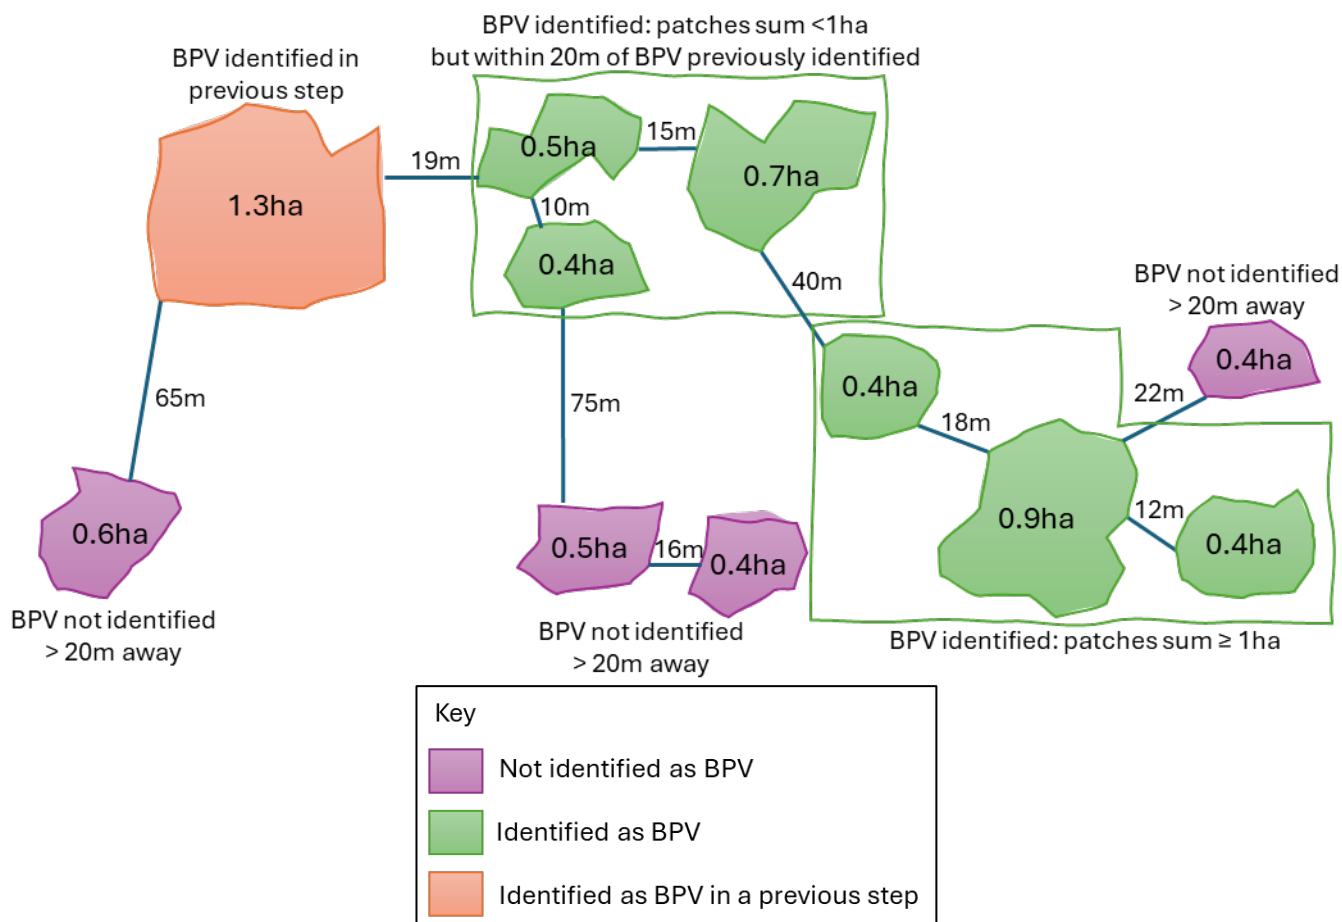 BPV identified: patches sum <1ha
but within 20m of BPV previously identified
BPV identified in
previous step
1.3ha
19m
0.5ha
15m
0.7ha
10m
0.4ha
40m
65m
75m
BPV not identified
> 20m away
0.4ha
22m
0.4ha
18m
0.9ha
12m
0.4ha
0.6ha
BPV not identified
> 20m away
0.5ha
16m
0.4ha
BPV not identified
> 20m away
BPV identified: patches sum ≥ 1ha
Key
Not identified as BPV
Identified as BPV
Identified as BPV in a previous step